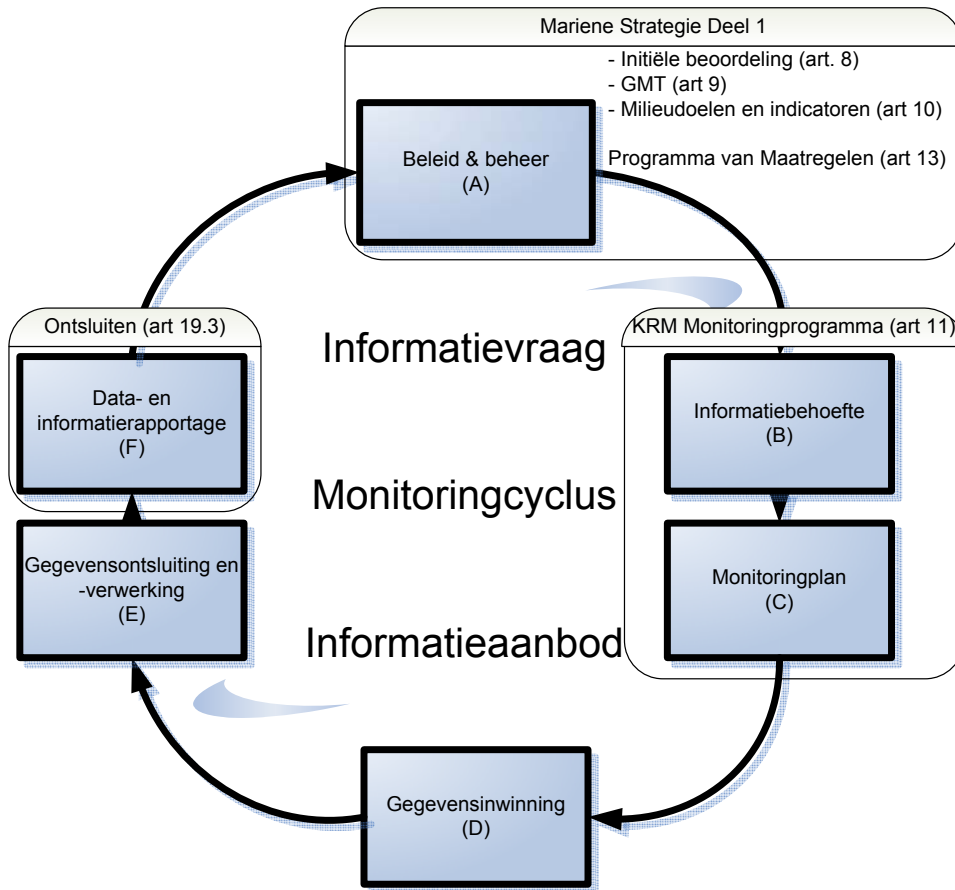 Mariene Strategie Deel 1
- Initiële beoordeling (art. 8)
- GMT (art 9)
- Milieudoelen en indicatoren (art 10)
Programma van Maatregelen (art 13)
Beleid & beheer
(A)
Ontsluiten (art 19.3)
Data- en
informatierapportage
(F)
Informatievraag
KRM Monitoringprogramma (art 11)
Informatiebehoefte
(B)
Monitoringcyclus
Gegevensontsluiting en
-verwerking
(E)
Monitoringplan
(C)
Informatieaanbod
Gegevensinwinning
(D)